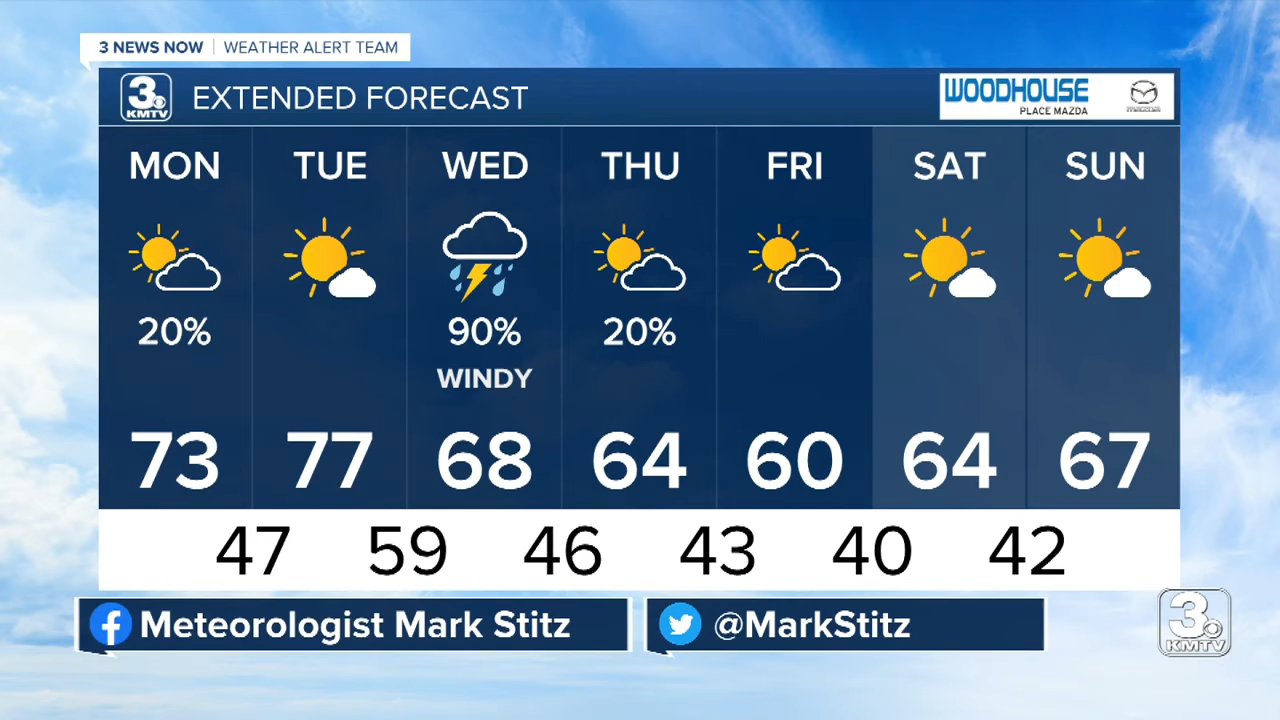 3 NEWS NOW | WEATHER ALERT TEAM
3 KMTV EXTENDED FORECAST
WOODHOUSE
PLACE MAZDA
mazda
MON TUE WED THU FRI SAT SUN
20% 90% 20%
WINDY
73 77 68 64 60 64 67
47 59 46 43 40 42
Meteorologist Mark Stitz @MarkStitz
3
KMTV